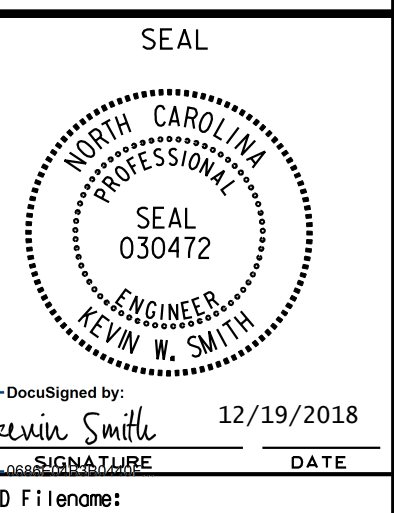 SEAL
NORTH CAROLINA
PROFESSIONAL
SEAL
030472
ENGINEER
KEVIN W. SMITH
DocuSigned by:
Kevin Smith
12/19/2018
SIGNATURE
DATE
D Filename: